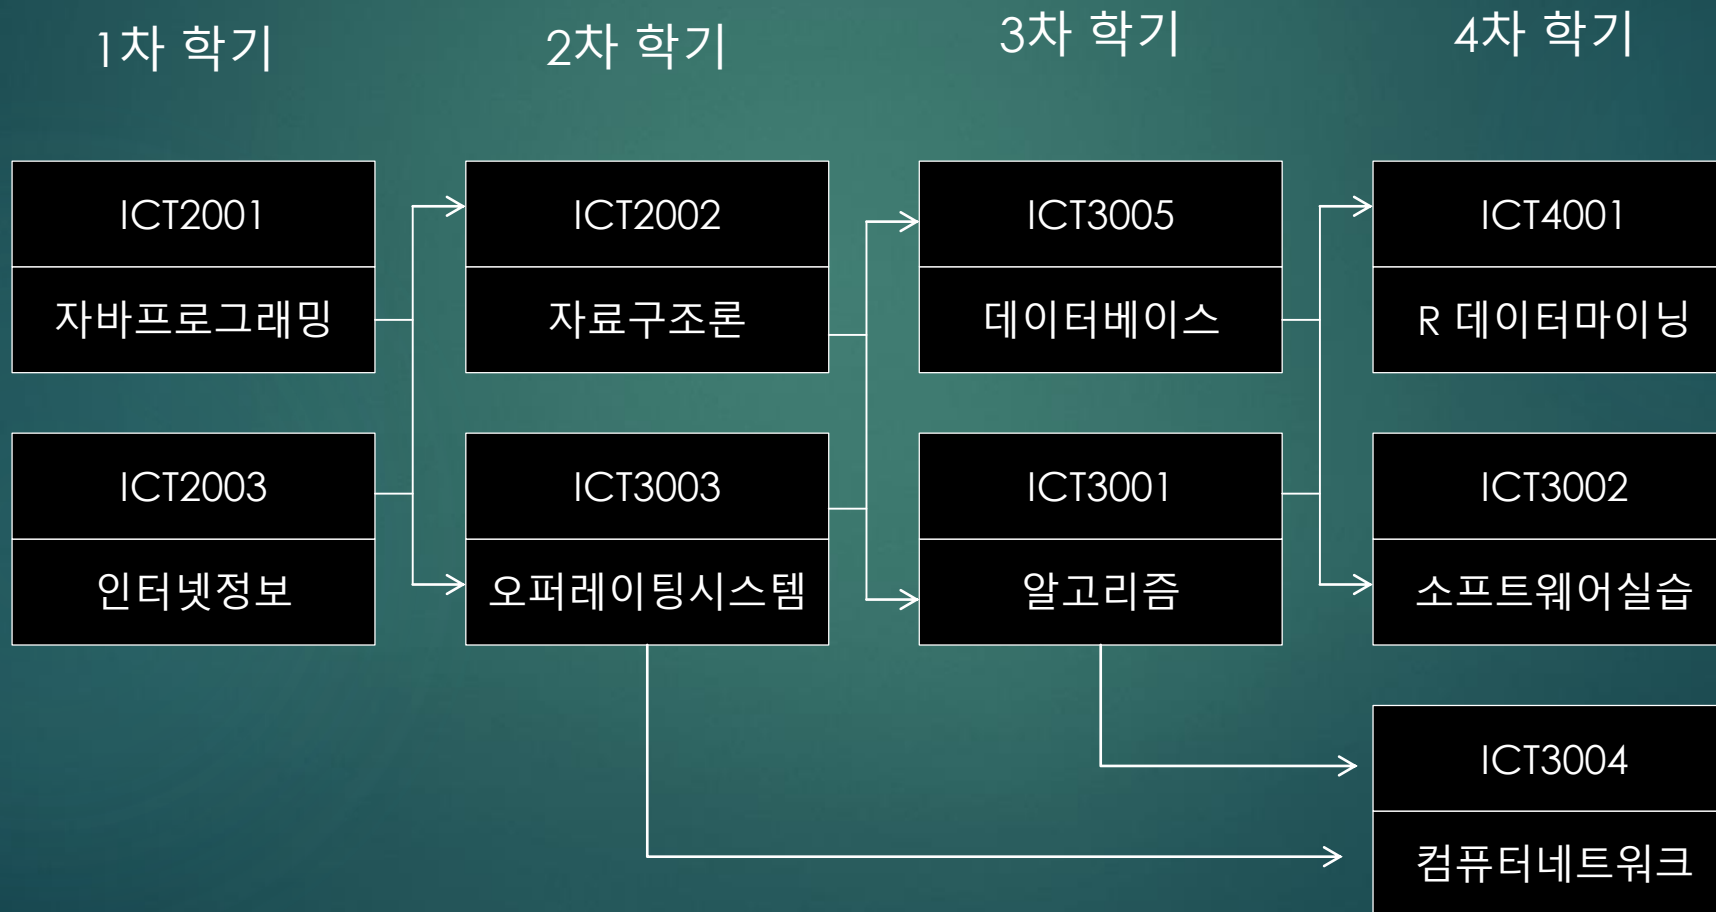 1차 학기
2차 학기
3차 학기
4차 학기
ICT2001
자바프로그래밍
ICT2002
자료구조론
ICT3005
데이터베이스
ICT4001
R 데이터마이닝
ICT2003
인터넷정보
ICT3003
오퍼레이팅시스템
ICT3001
알고리즘
ICT3002
소프트웨어실습
ICT3004
컴퓨터네트워크